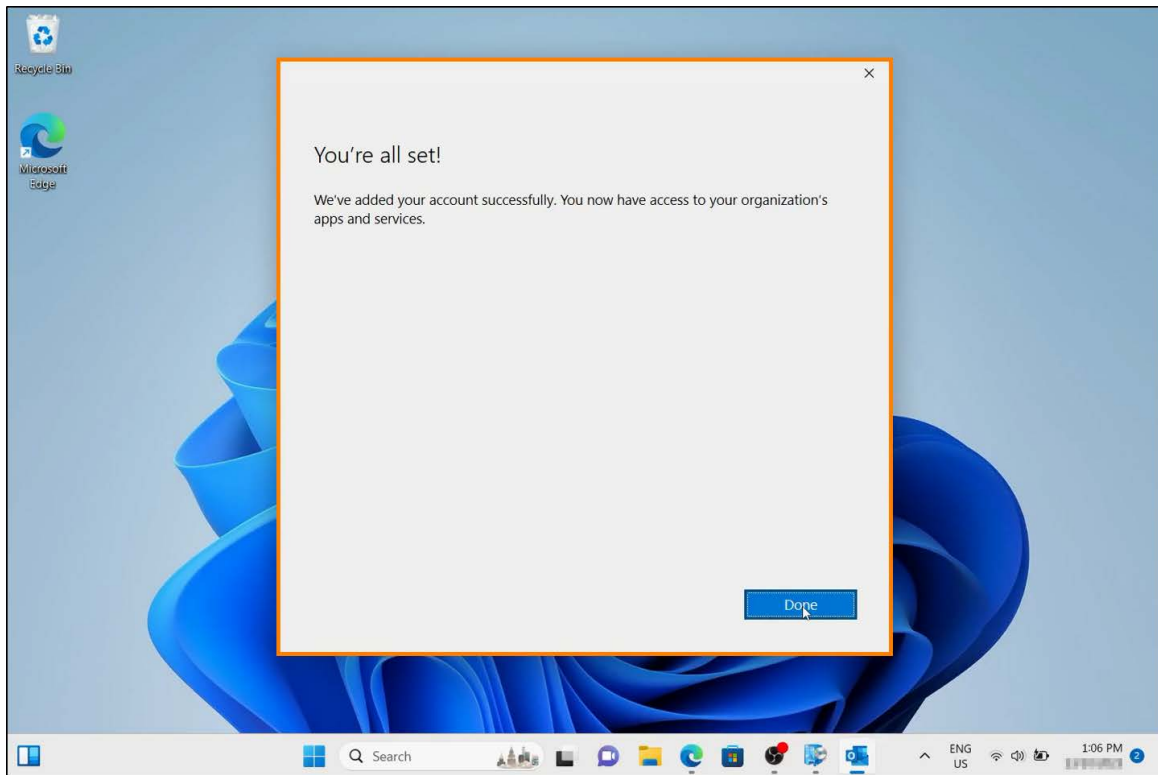 Recycle Bin
Microsoft
Edge
You're all set!
We've added your account successfully. You now have access to your organization's
apps and services.
Done
Search
ENG
US
1:06 PM
2